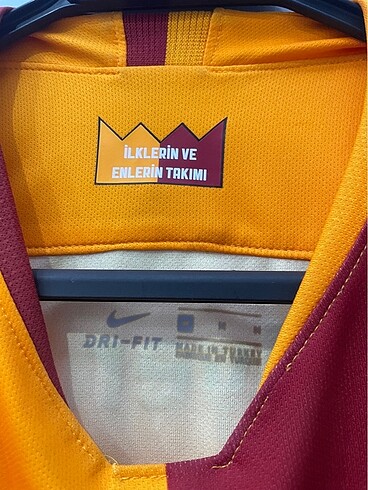 İLKLERİN VE
ENLERİN TAKIMI
DRI-FIT
MADE IN TURKEY